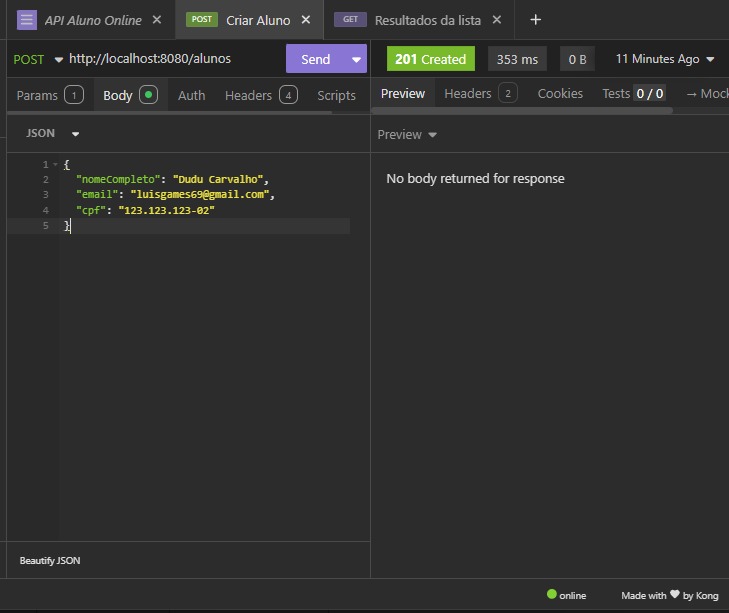 API Aluno Online
POST Criar Aluno
GET Resultados da lista
POST http://localhost:8080/alunos Send
201 Created 353 ms 0 B 11 Minutes Ago
Params 1 Body Auth Headers 4 Scripts
Preview Headers 2 Cookies Tests 0 / 0 → Mock
JSON
Preview
1 {
2 "nomeCompleto": "Dudu Carvalho",
3 "email": "luisgames69@gmail.com",
4 "cpf": "123.123.123-02"
5 }
No body returned for response
Beautify JSON
online Made with ♥ by Kong